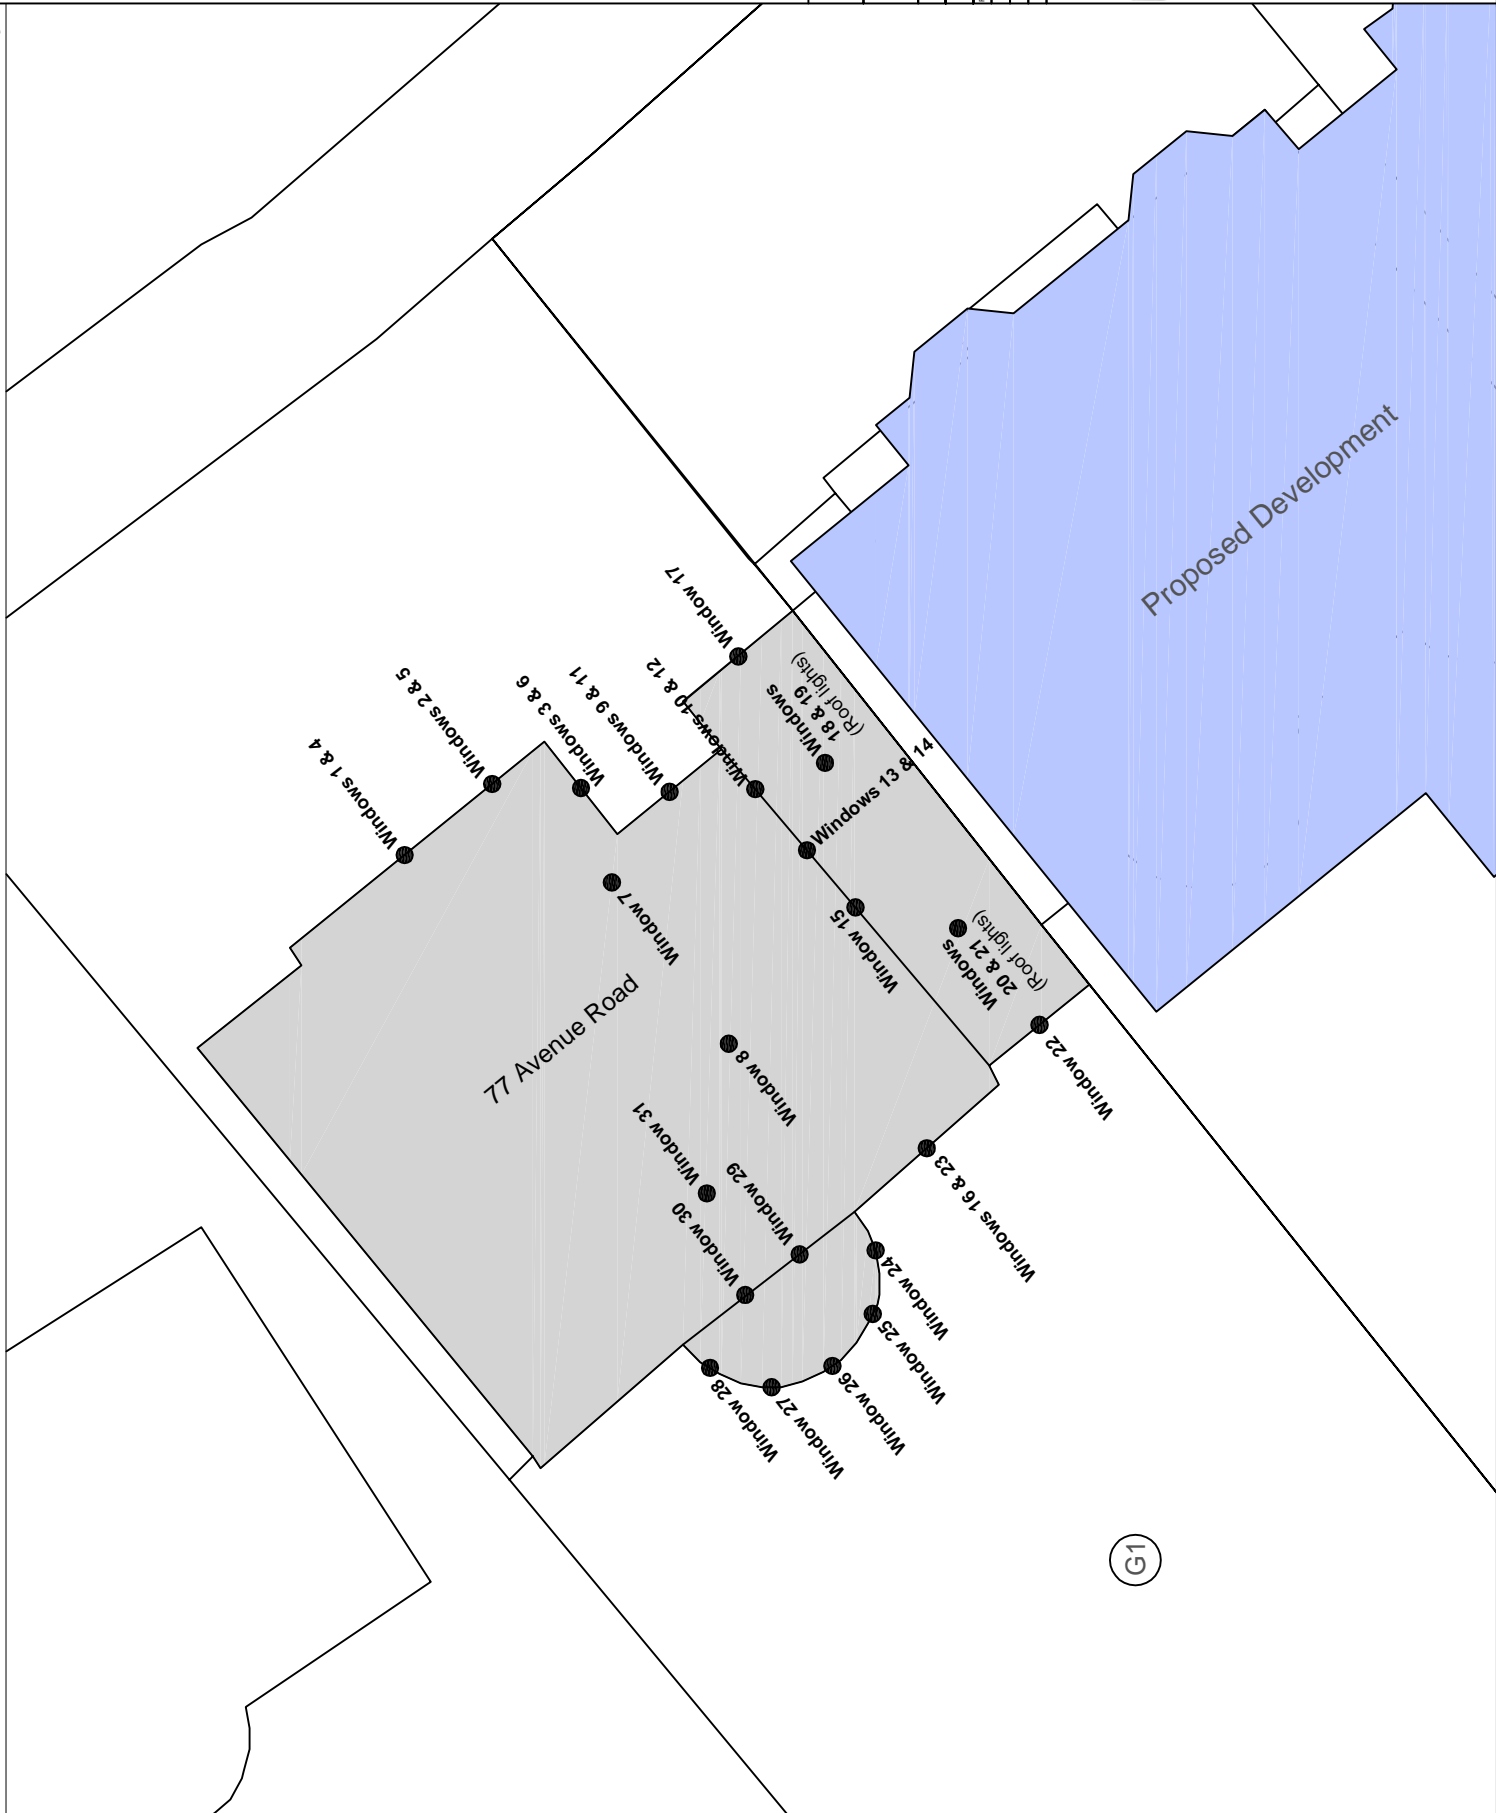 Proposed Development
Window 17
Windows 2 & 5
Windows 3 & 6
Windows 9 & 11
Windows 10 & 12
Windows
18 & 19
(Roof lights)
Windows 1 & 4
Windows 13 & 14
Window 7
Window 15
Windows
20 & 21
(Roof lights)
77 Avenue Road
Window 8
Window 22
Window 31
Window 29
Window 30
Windows 16 & 23
Window 24
Window 25
Window 26
Window 27
Window 28
G1